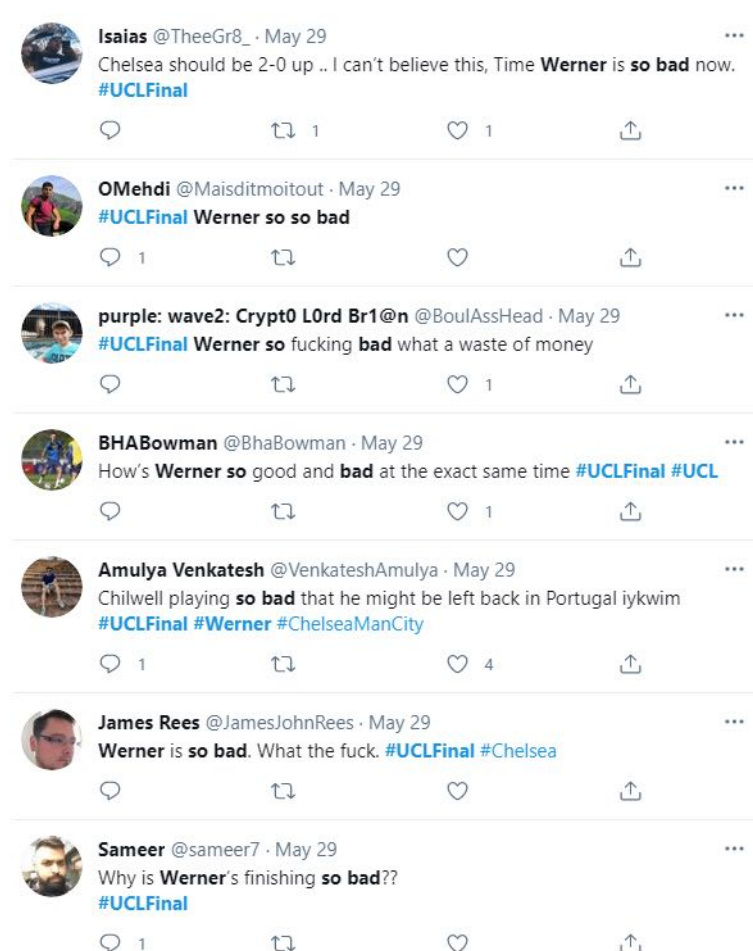 Isaias @TheeGr8_ · May 29
Chelsea should be 2-0 up .. I can't believe this, Time Werner is so bad now.
#UCLFinal
1 1
OMehdi @Maisditmoitout · May 29
#UCLFinal Werner so so bad
1
purple: wave2: Crypt0 L0rd Br1@n @BoulAssHead · May 29
#UCLFinal Werner so fucking bad what a waste of money
1
BHABowman @BhaBowman · May 29
How's Werner so good and bad at the exact same time #UCLFinal #UCL
1
Amulya Venkatesh @VenkateshAmulya · May 29
Chilwell playing so bad that he might be left back in Portugal iykwim
#UCLFinal #Werner #ChelseaManCity
1 4
James Rees @JamesJohnRees · May 29
Werner is so bad. What the fuck. #UCLFinal #Chelsea
Sameer @sameer7 · May 29
Why is Werner's finishing so bad??
#UCLFinal
1